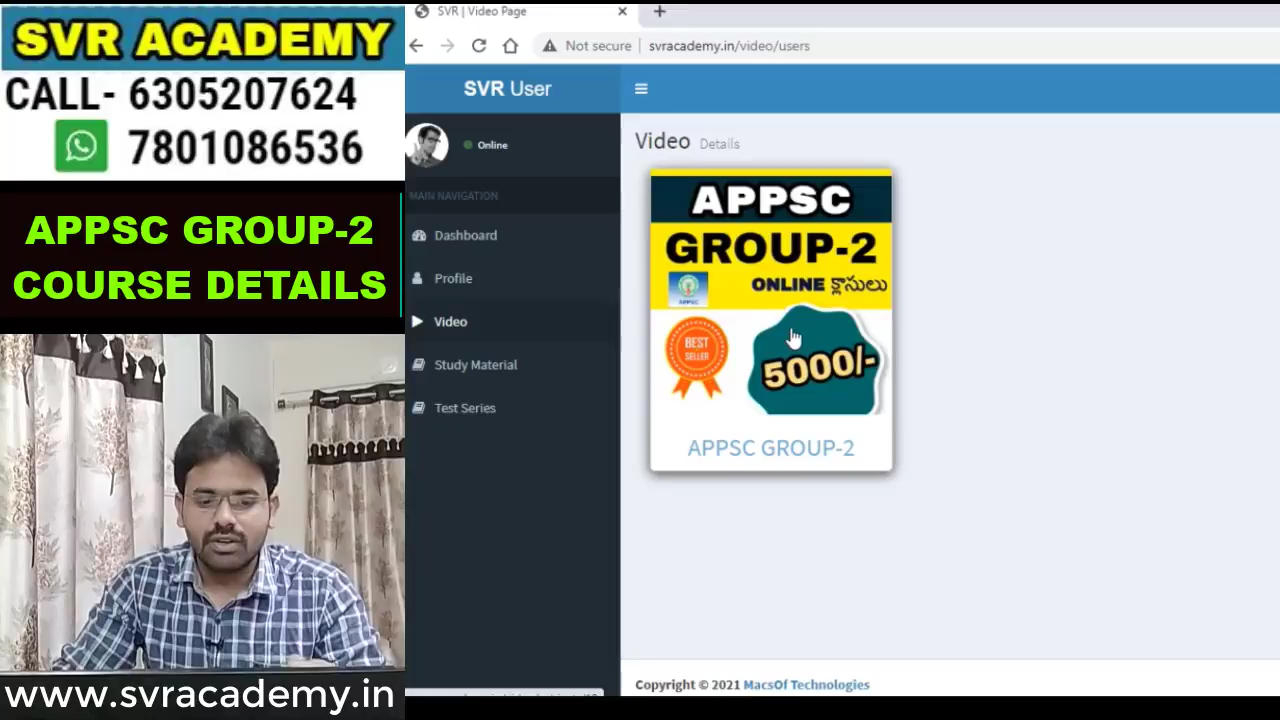 SVR ACADEMY
CALL- 6305207624
7801086536
APPSC GROUP-2
COURSE DETAILS
www.svracademy.in
SVR | Video Page
Not secure
svracademy.in/video/users
SVR User
Online
MAIN NAVIGATION
Dashboard
Profile
Video
Study Material
Test Series
Video Details
APPSC
GROUP-2
ONLINE క్లాసులు
APPSC
BEST
SELLER
5000/-
APPSC GROUP-2
Copyright © 2021 MacsOf Technologies